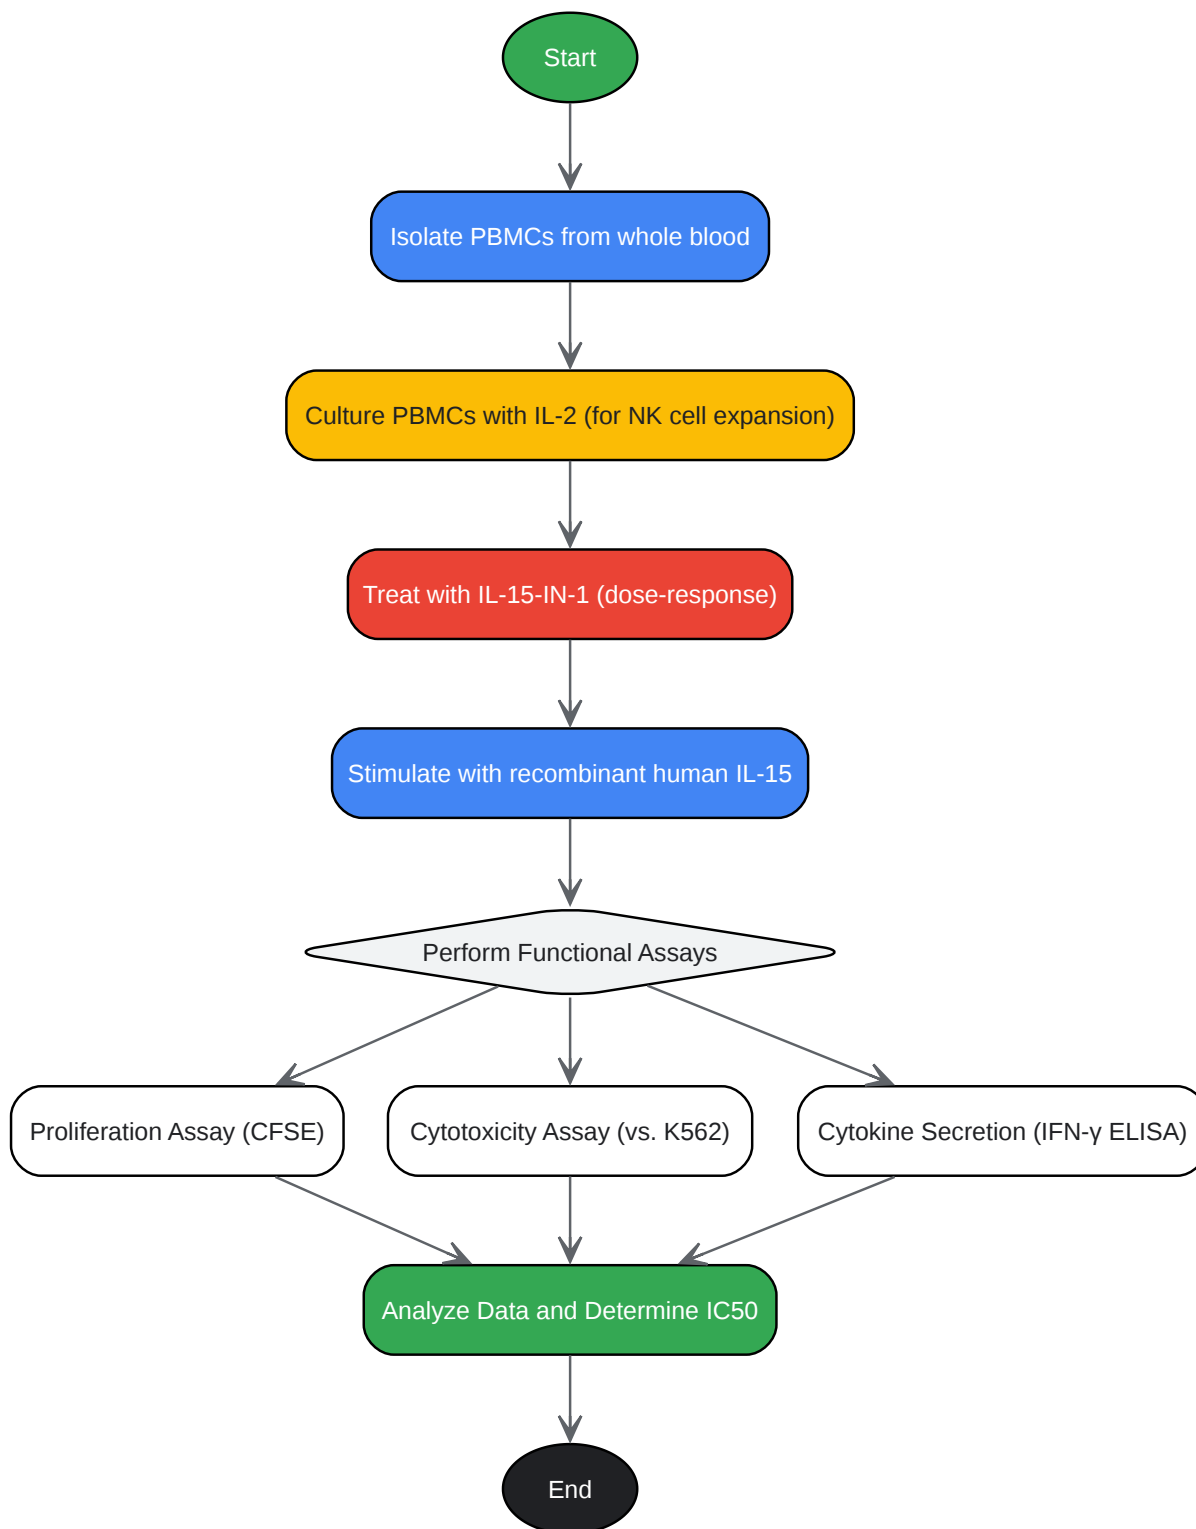 Start
Isolate PBMCs from whole blood
Culture PBMCs with IL-2 (for NK cell expansion)
Treat with IL-15-IN-1 (dose-response)
Stimulate with recombinant human IL-15
Perform Functional Assays
Proliferation Assay (CFSE)
Cytotoxicity Assay (vs. K562)
Cytokine Secretion (IFN-γ ELISA)
Analyze Data and Determine IC50
End